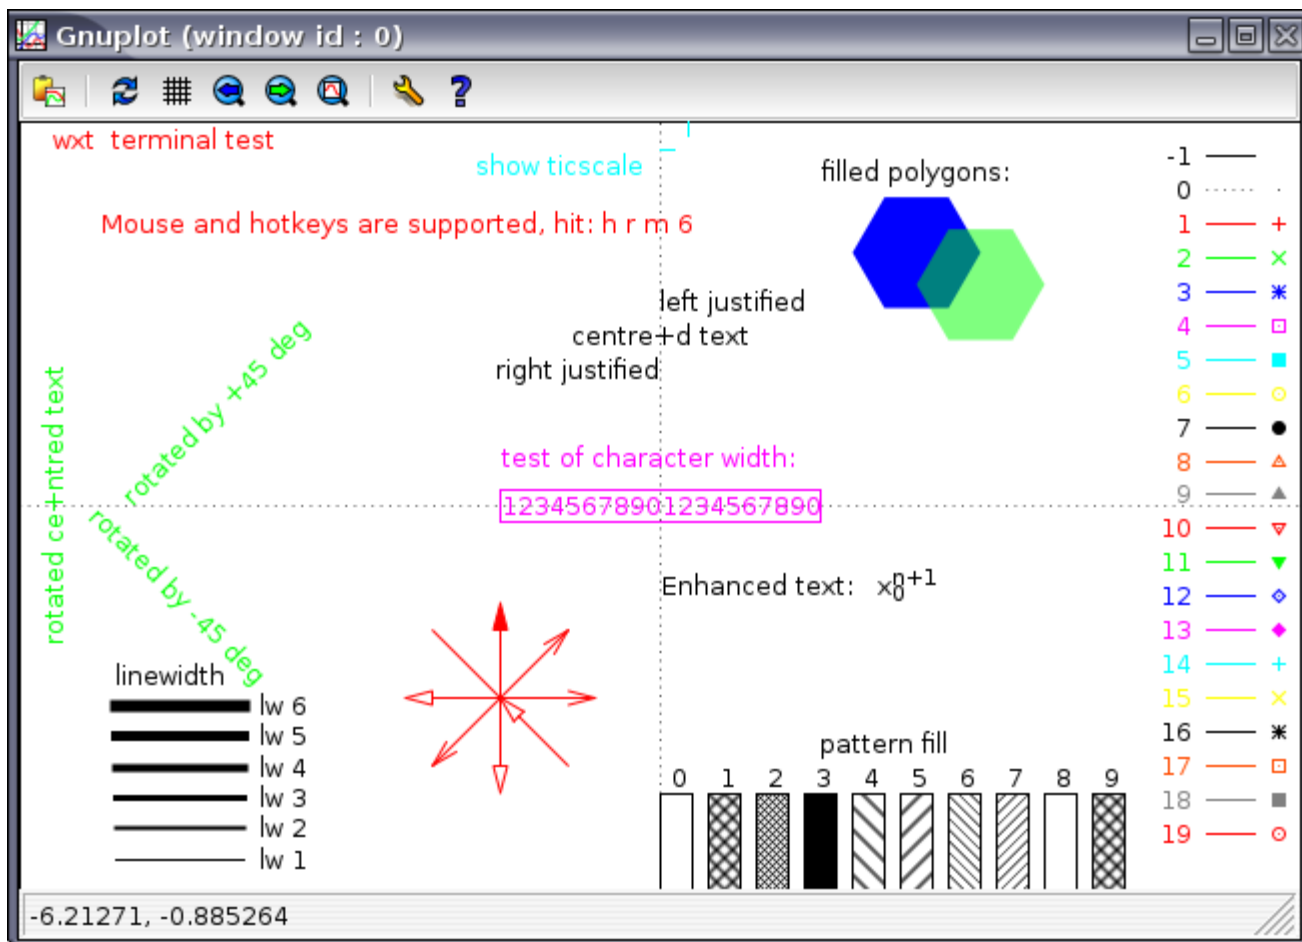 Gnuplot (window id : 0)
wxt  terminal test
show ticscale
filled polygons:
Mouse and hotkeys are supported, hit: h r m 6
left justified
centre+d text
right justified
rotated by +45 deg
rotated ce+ntred text
rotated by -45 deg
test of character width:
12345678901234567890
Enhanced text:   x₀ⁿ⁺¹
linewidth
lw 6
lw 5
lw 4
lw 3
lw 2
lw 1
pattern fill
0 1 2 3 4 5 6 7 8 9
-1
0
1
2
3
4
5
6
7
8
9
10
11
12
13
14
15
16
17
18
19
-6.21271, -0.885264